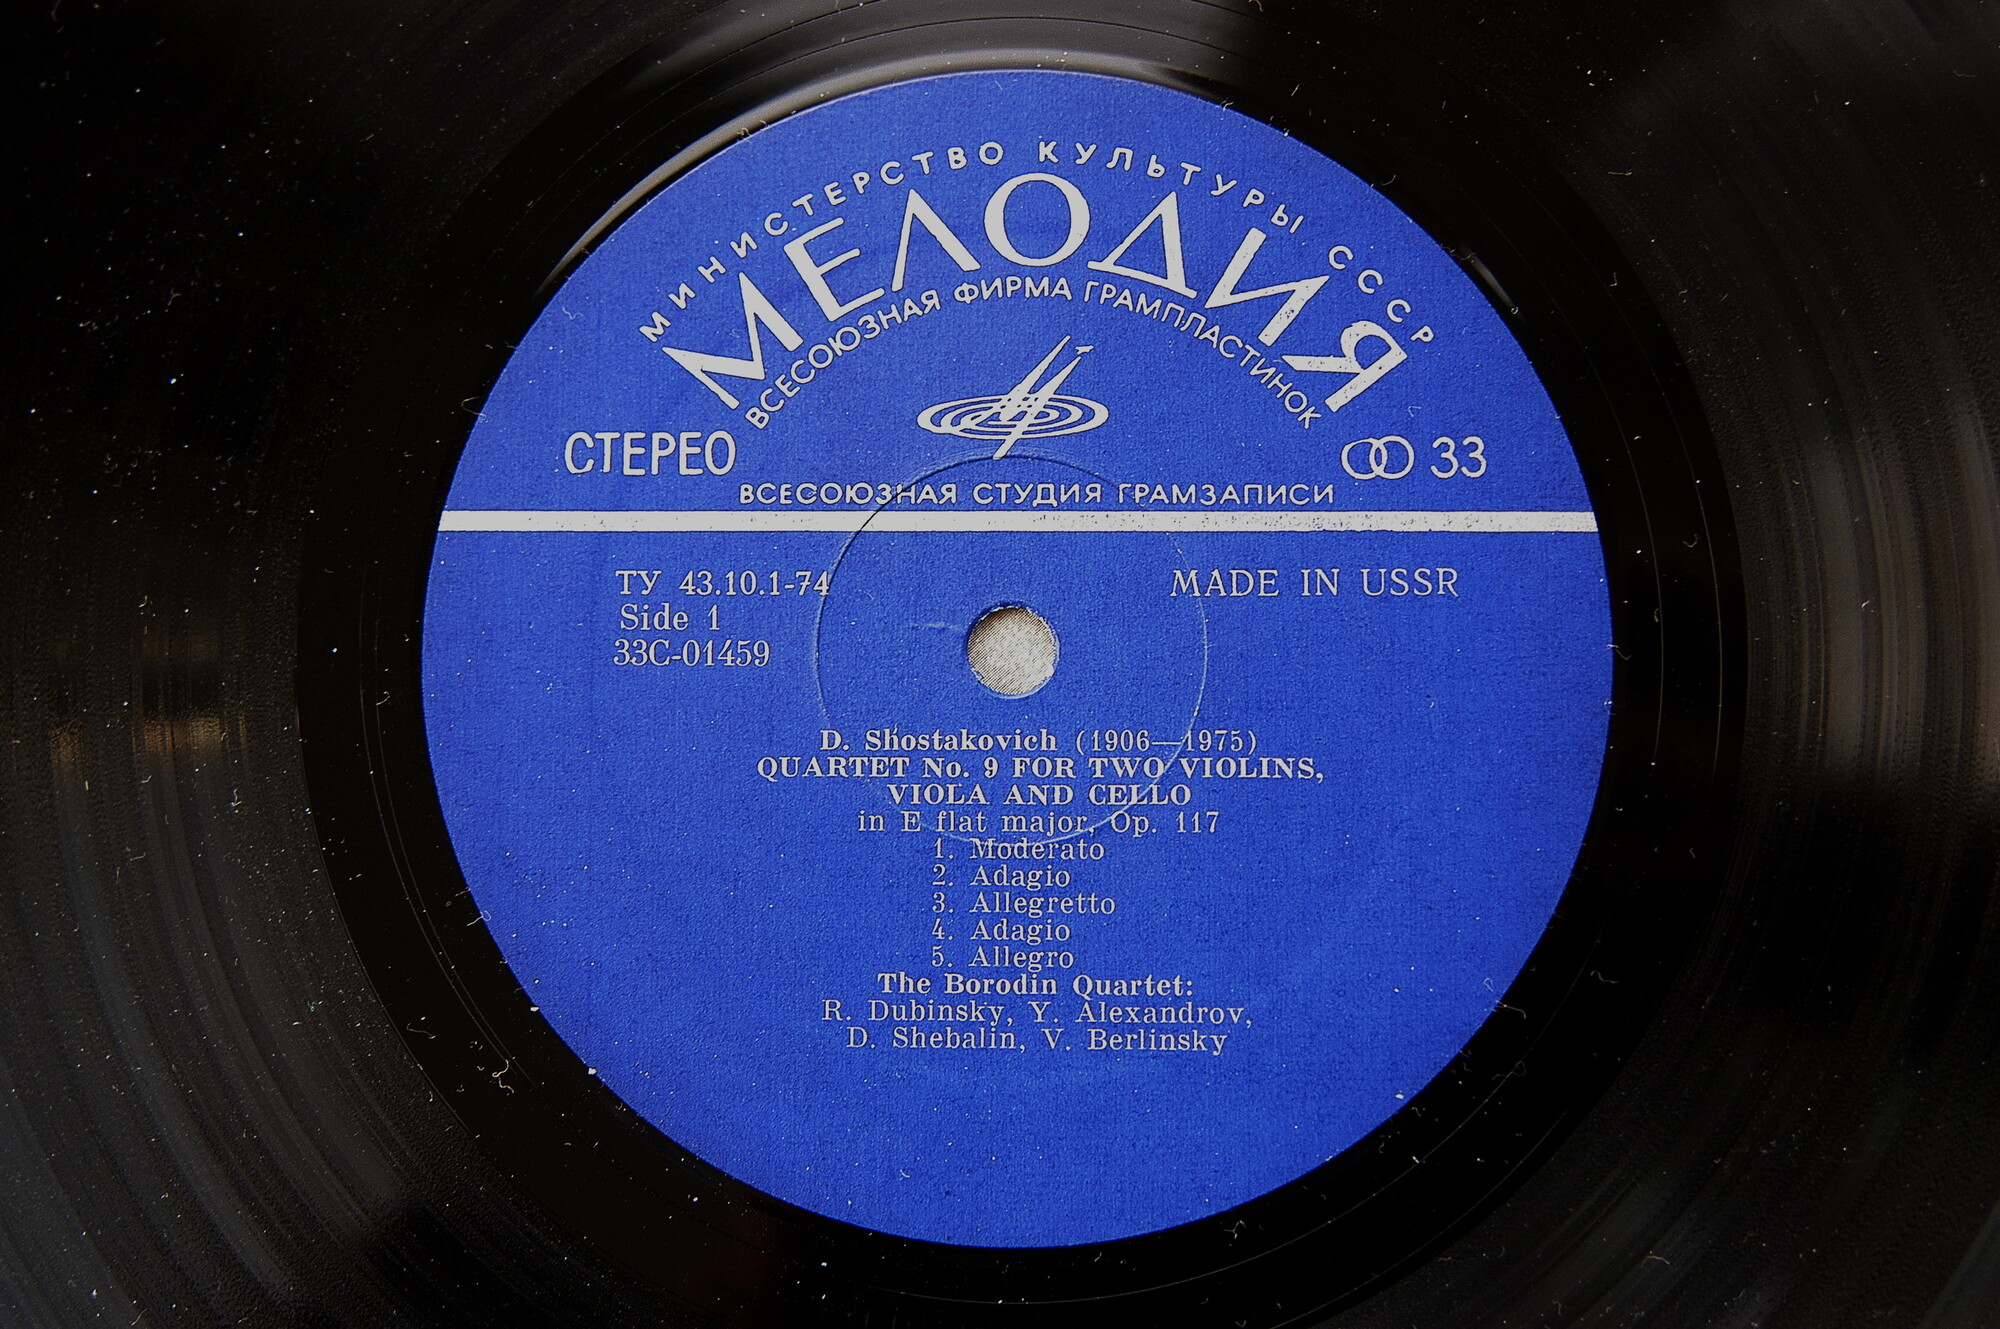 МИНИСТЕРСТВО КУЛЬТУРЫ СССР
МЕЛОДИЯ
ВСЕСОЮЗНАЯ ФИРМА ГРАМПЛАСТИНОК
СТЕРЕО
33
ВСЕСОЮЗНАЯ СТУДИЯ ГРАМЗАПИСИ
ТУ 43.10.1-74
MADE IN USSR
Side 1
33С-01459
D. Shostakovich (1906—1975)
QUARTET No. 9 FOR TWO VIOLINS,
VIOLA AND CELLO
in E flat major, Op. 117
1. Moderato
2. Adagio
3. Allegretto
4. Adagio
5. Allegro
The Borodin Quartet:
R. Dubinsky, Y. Alexandrov,
D. Shebalin, V. Berlinsky